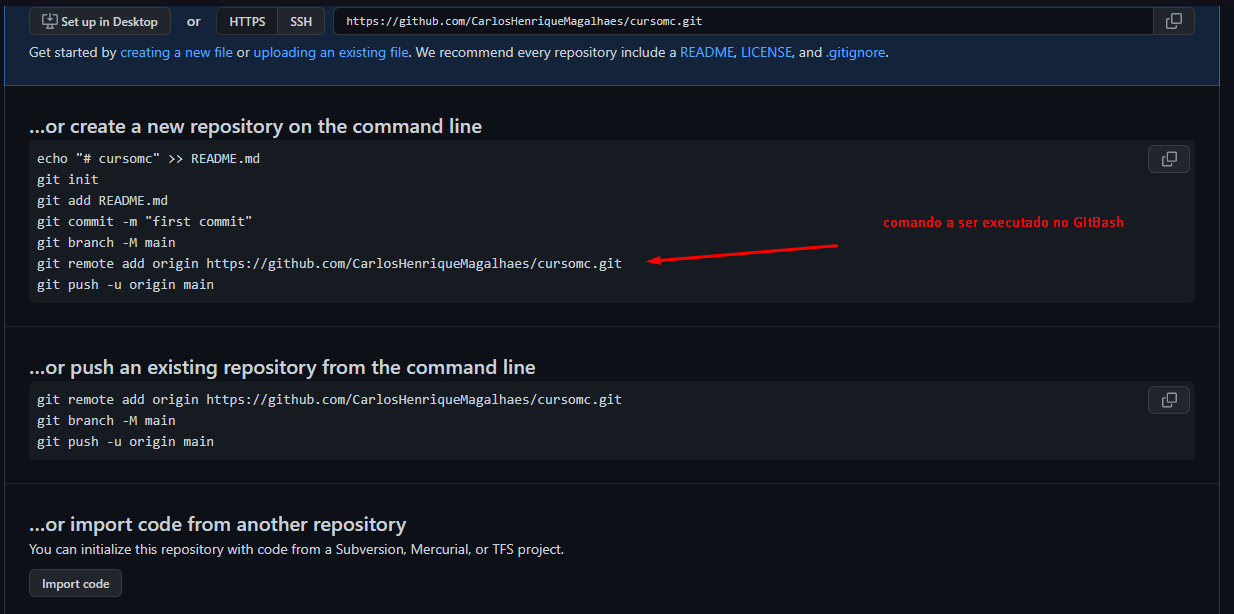 Set up in Desktop or HTTPS SSH https://github.com/CarlosHenriqueMagalhaes/cursomc.git
Get started by creating a new file or uploading an existing file. We recommend every repository include a README, LICENSE, and .gitignore.
...or create a new repository on the command line
echo "# cursomc" >> README.md
git init
git add README.md
git commit -m "first commit"
comando a ser executado no GitBash
git branch -M main
git remote add origin https://github.com/CarlosHenriqueMagalhaes/cursomc.git
git push -u origin main
...or push an existing repository from the command line
git remote add origin https://github.com/CarlosHenriqueMagalhaes/cursomc.git
git branch -M main
git push -u origin main
...or import code from another repository
You can initialize this repository with code from a Subversion, Mercurial, or TFS project.
Import code